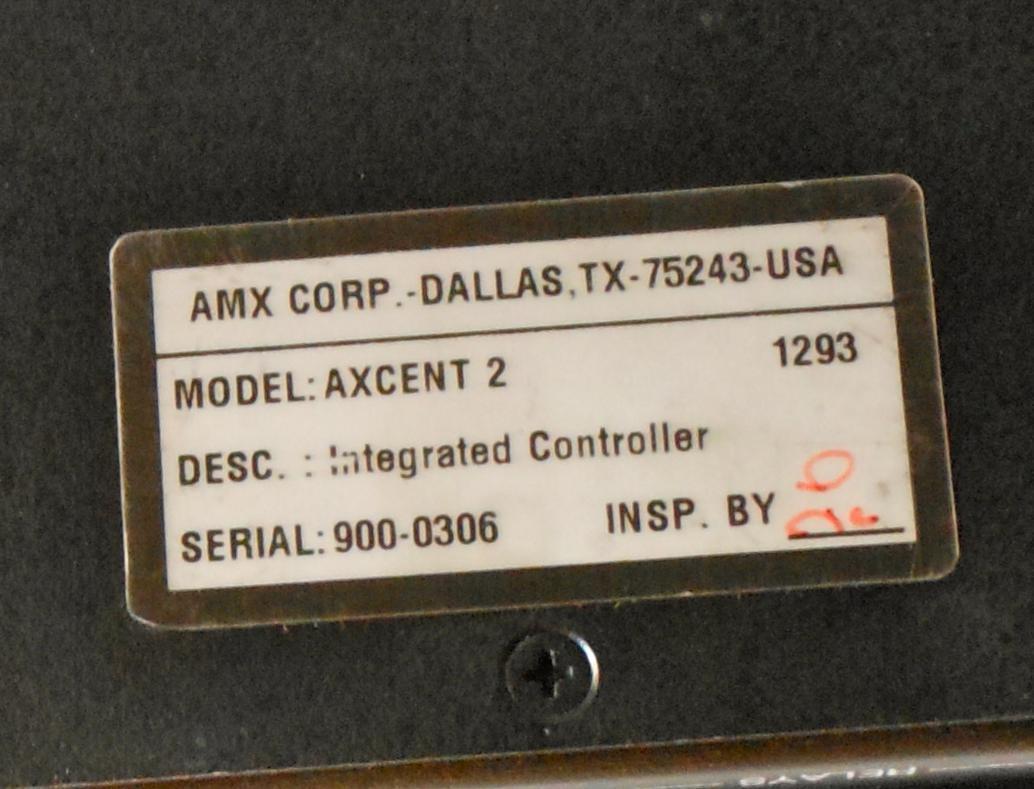 AMX CORP.-DALLAS,TX-75243-USA
MODEL: AXCENT 2 1293
DESC. : Integrated Controller
SERIAL: 900-0306 INSP. BY